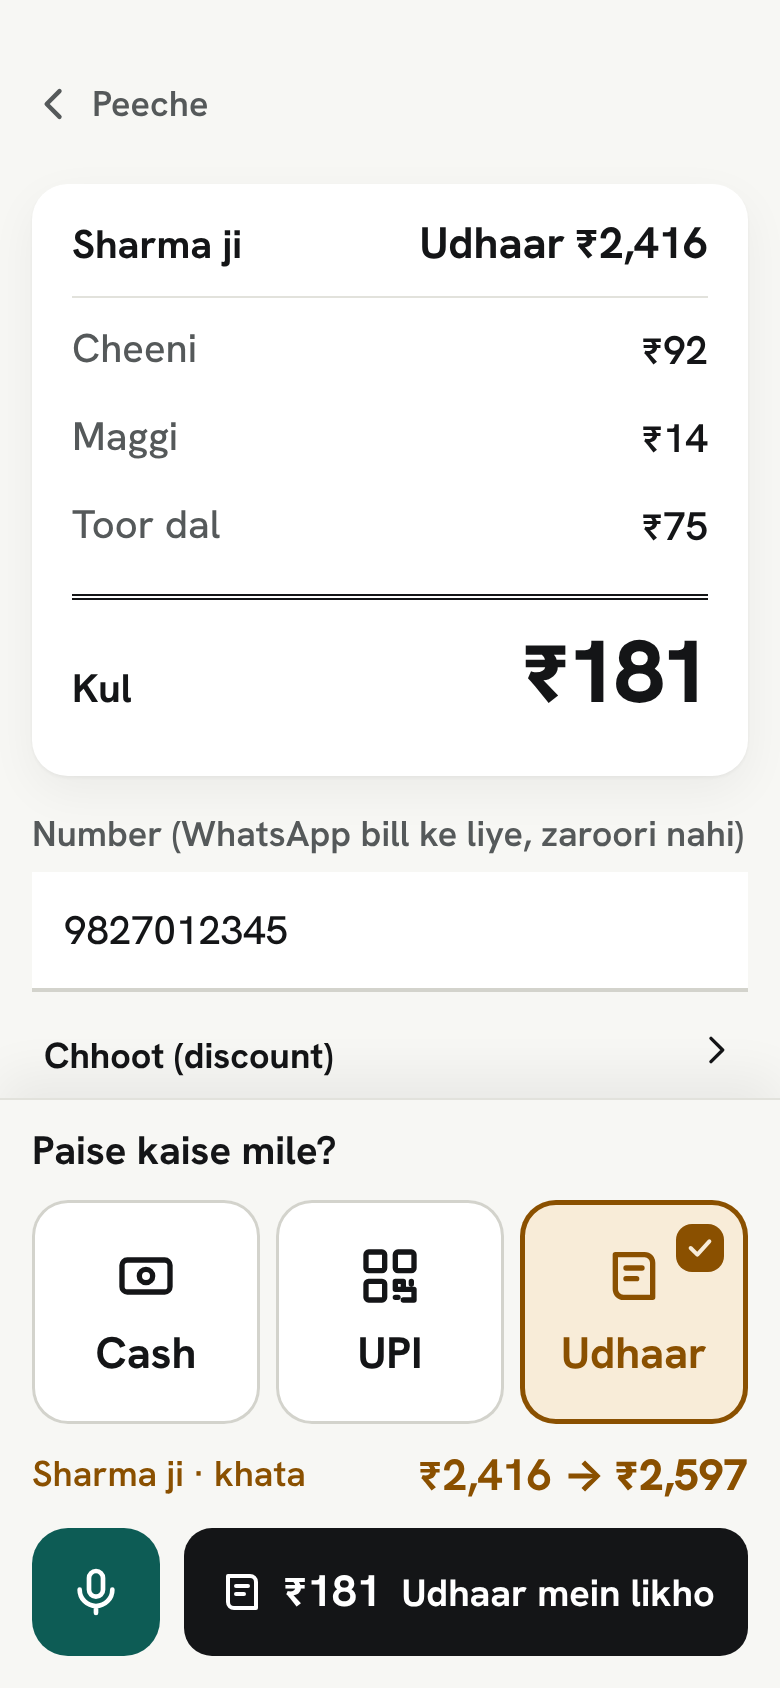 Peeche
Sharma ji Udhaar ₹2,416
Cheeni ₹92
Maggi ₹14
Toor dal ₹75
Kul ₹181
Number (WhatsApp bill ke liye, zaroori nahi)
9827012345
Chhoot (discount)
Paise kaise mile?
Cash UPI Udhaar
Sharma ji · khata ₹2,416 → ₹2,597
₹181 Udhaar mein likho